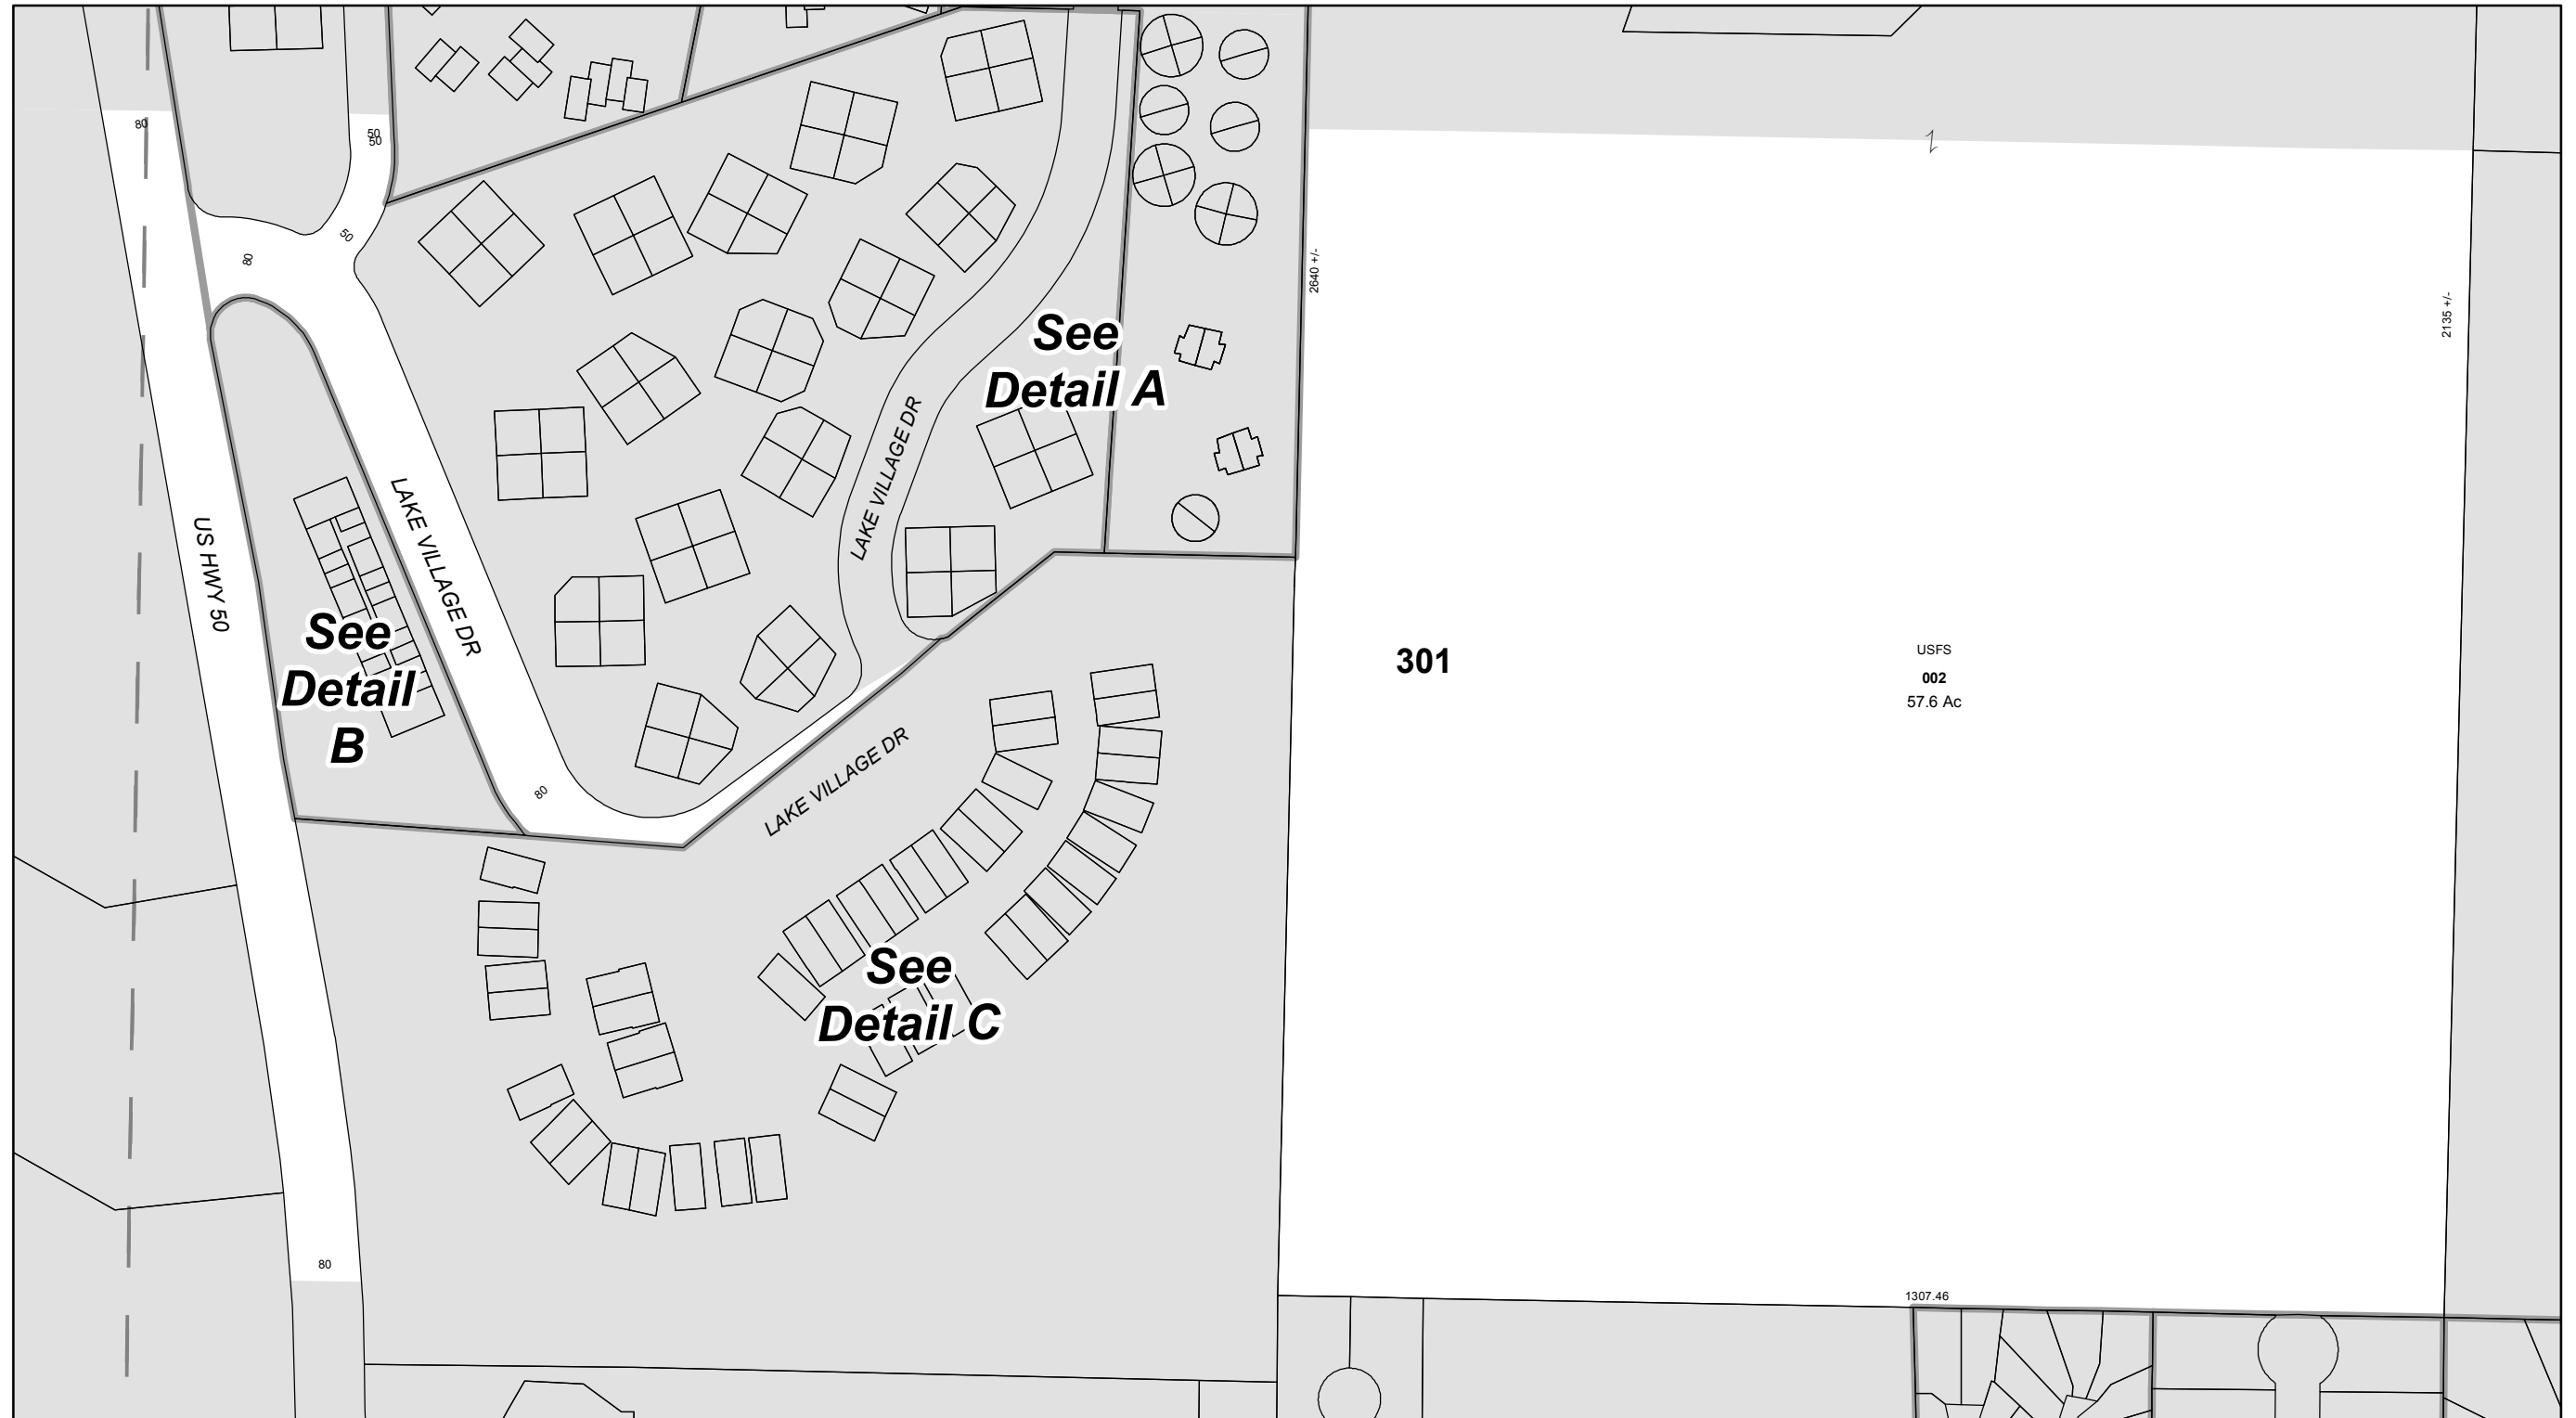 80
50
50
50
80
2640 +/-
2135 +/-
See
Detail A
LAKE VILLAGE DR
LAKE VILLAGE DR
US HWY 50
See
Detail
B
301
USFS
002
57.6 Ac
LAKE VILLAGE DR
80
See
Detail C
80
1307.46